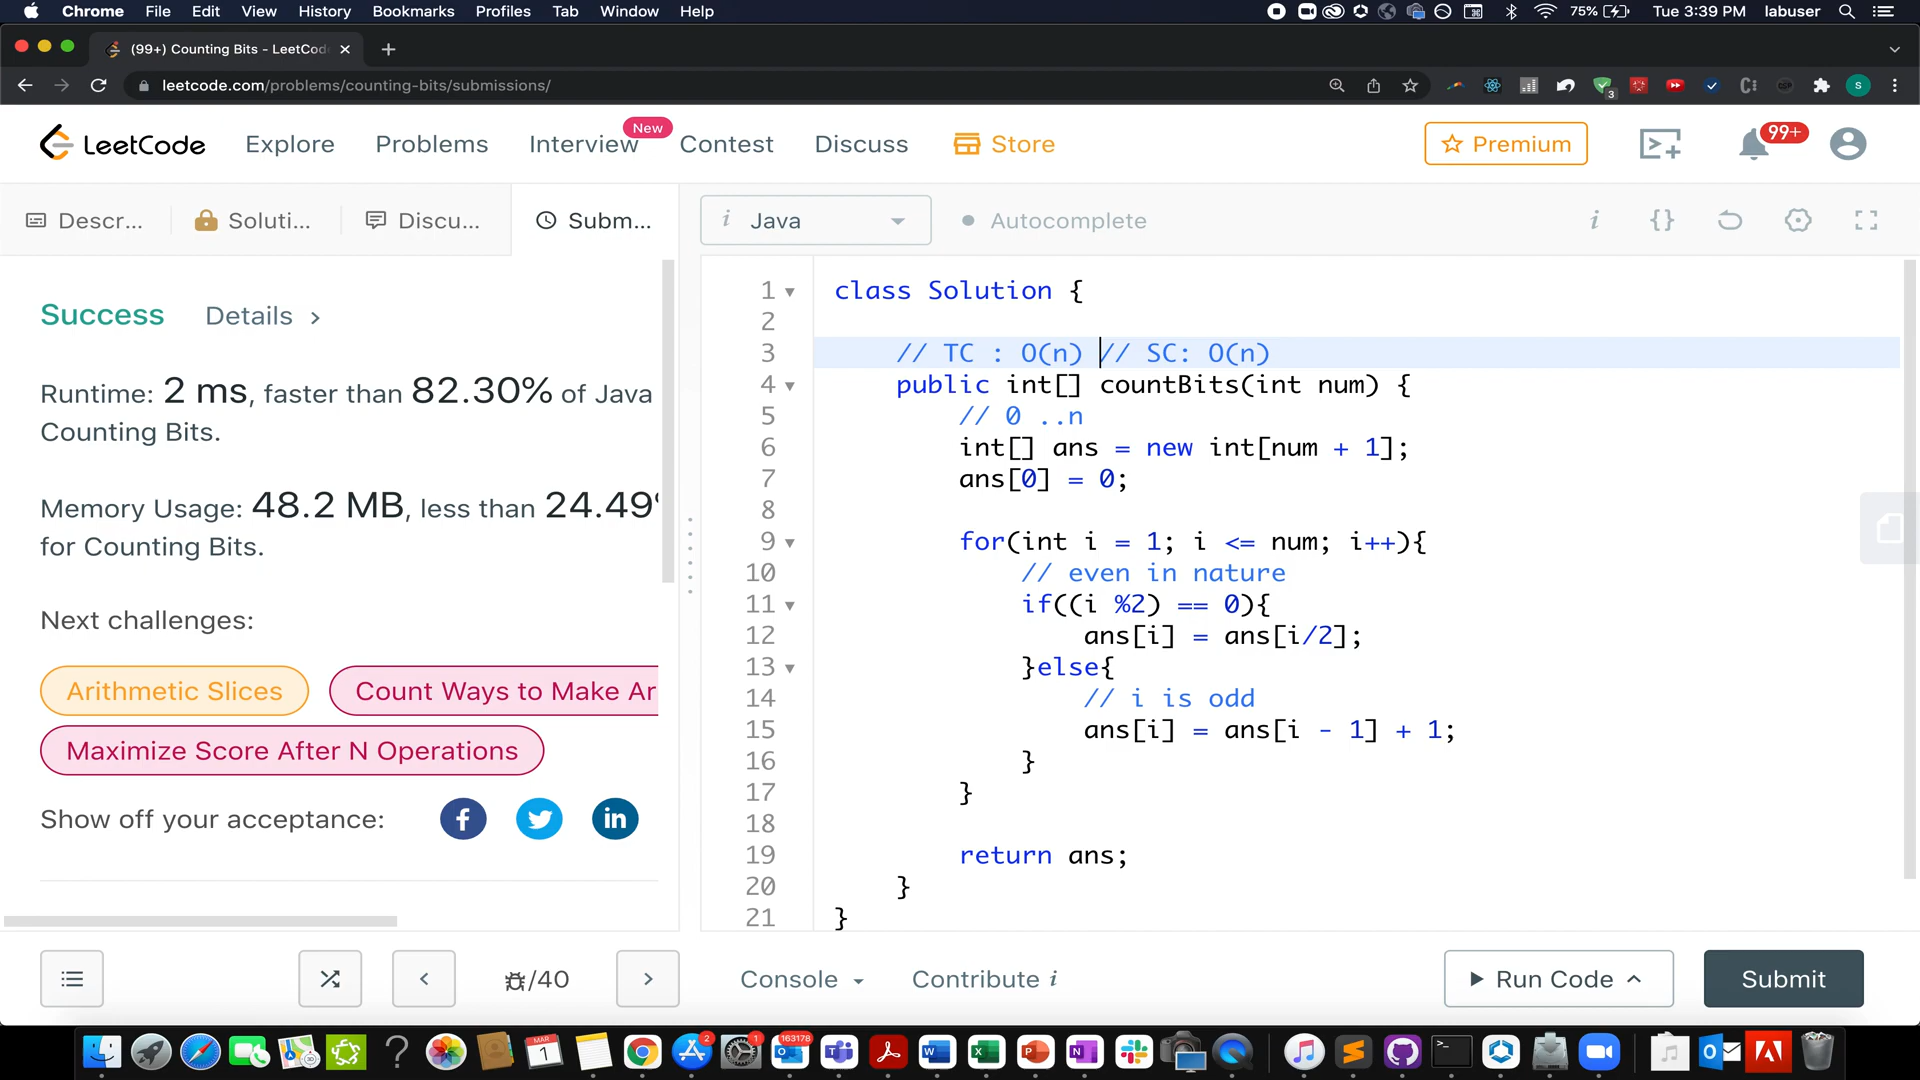 Chrome File Edit View History Bookmarks Profiles Tab Window Help 75% Tue 3:39 PM labuser
(99+) Counting Bits - LeetCod
leetcode.com/problems/counting-bits/submissions/
3
S
LeetCode Explore Problems Interview New Contest Discuss Store Premium 99+
Descr... Soluti... Discu... Subm...
i Java Autocomplete
Success Details >
Runtime: 2 ms, faster than 82.30% of Java
Counting Bits.
Memory Usage: 48.2 MB, less than 24.49%
for Counting Bits.
Next challenges:
Arithmetic Slices Count Ways to Make Ar
Maximize Score After N Operations
Show off your acceptance:
1 class Solution {
2
3 // TC : O(n) // SC: O(n)
4 public int[] countBits(int num) {
5 // 0 ..n
6 int[] ans = new int[num + 1];
7 ans[0] = 0;
8
9 for(int i = 1; i <= num; i++){
10 // even in nature
11 if((i %2) == 0){
12 ans[i] = ans[i/2];
13 }else{
14 // i is odd
15 ans[i] = ans[i - 1] + 1;
16 }
17 }
18
19 return ans;
20 }
21 }
/40 Console Contribute i Run Code Submit
MAR
1
2
1
163178